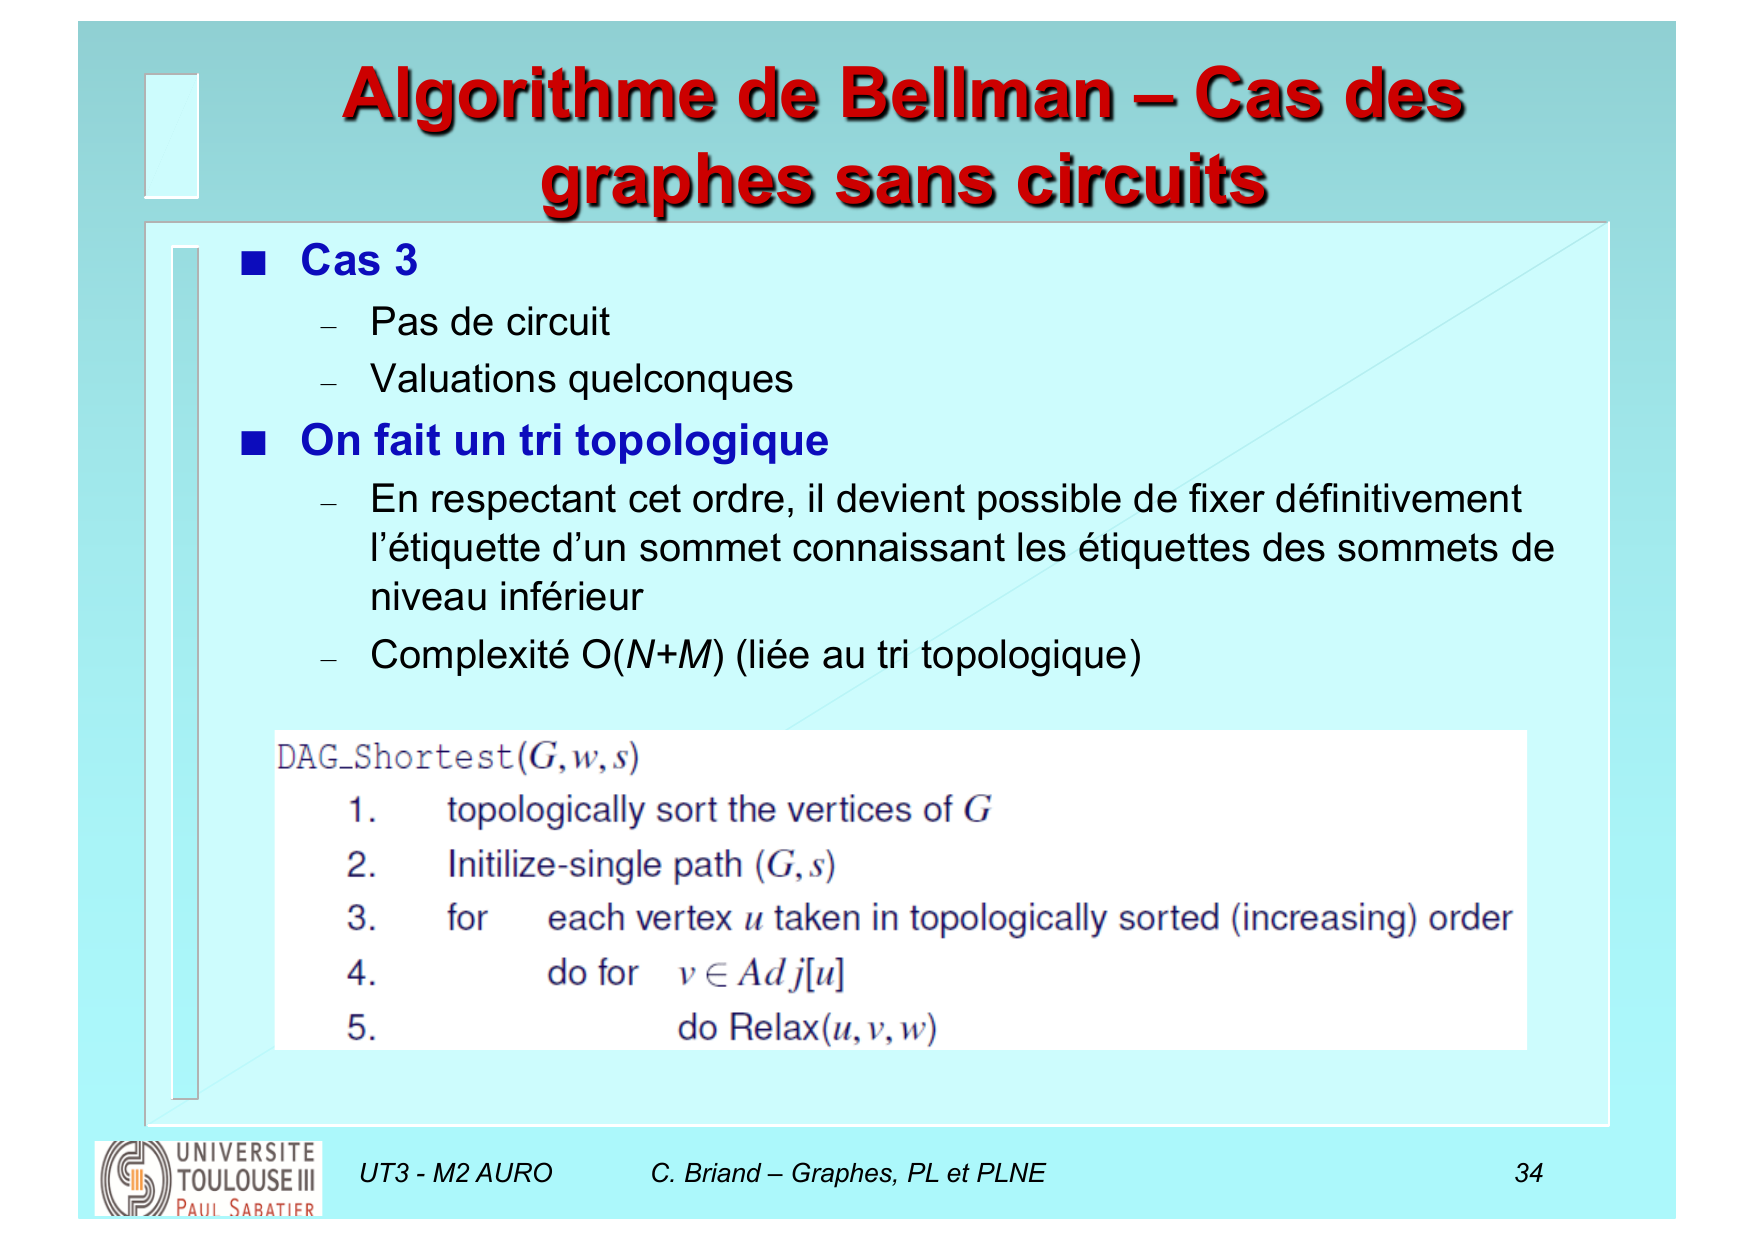 Algorithme de Bellman – Cas des
graphes sans circuits
■ Cas 3
– Pas de circuit
– Valuations quelconques
■ On fait un tri topologique
– En respectant cet ordre, il devient possible de fixer définitivement
l’étiquette d’un sommet connaissant les étiquettes des sommets de
niveau inférieur
– Complexité O(N+M) (liée au tri topologique)
DAG_Shortest(G, w, s)
1. topologically sort the vertices of G
2. Initilize-single path (G, s)
3. for each vertex u taken in topologically sorted (increasing) order
4. do for v ∈ Adj[u]
5. do Relax(u, v, w)
UNIVERSITE
TOULOUSE III
PAUL SABATIER
UT3 - M2 AURO C. Briand – Graphes, PL et PLNE 34